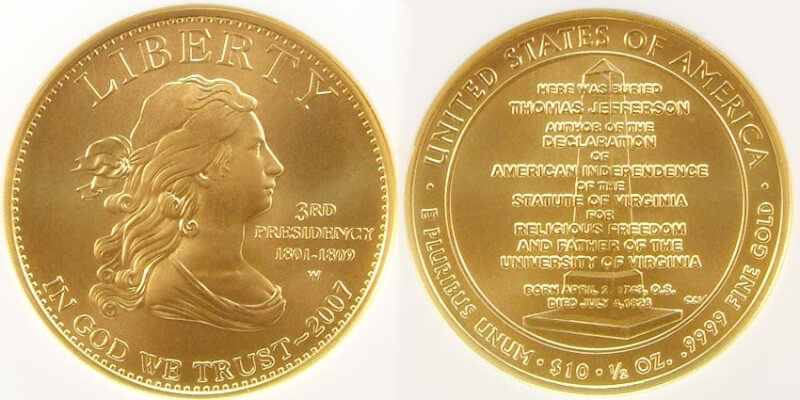 LIBERTY
3RD
PRESIDENCY
1801-1809
W
IN GOD WE TRUST~2007
UNITED STATES OF AMERICA
HERE WAS BURIED
THOMAS JEFFERSON
AUTHOR OF THE
DECLARATION
OF
AMERICAN INDEPENDENCE
OF THE
STATUTE OF VIRGINIA
FOR
RELIGIOUS FREEDOM
AND FATHER OF THE
UNIVERSITY OF VIRGINIA
BORN APRIL 2, 1743, O.S.
DIED JULY 4, 1826
· E PLURIBUS UNUM · $10 · ½ OZ. .9999 FINE GOLD ·